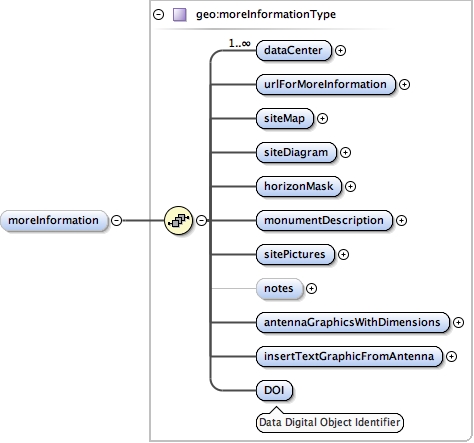 geo:moreInformationType
1..∞
dataCenter
urlForMoreInformation
siteMap
siteDiagram
horizonMask
moreInformation
monumentDescription
sitePictures
notes
antennaGraphicsWithDimensions
insertTextGraphicFromAntenna
DOI
Data Digital Object Identifier